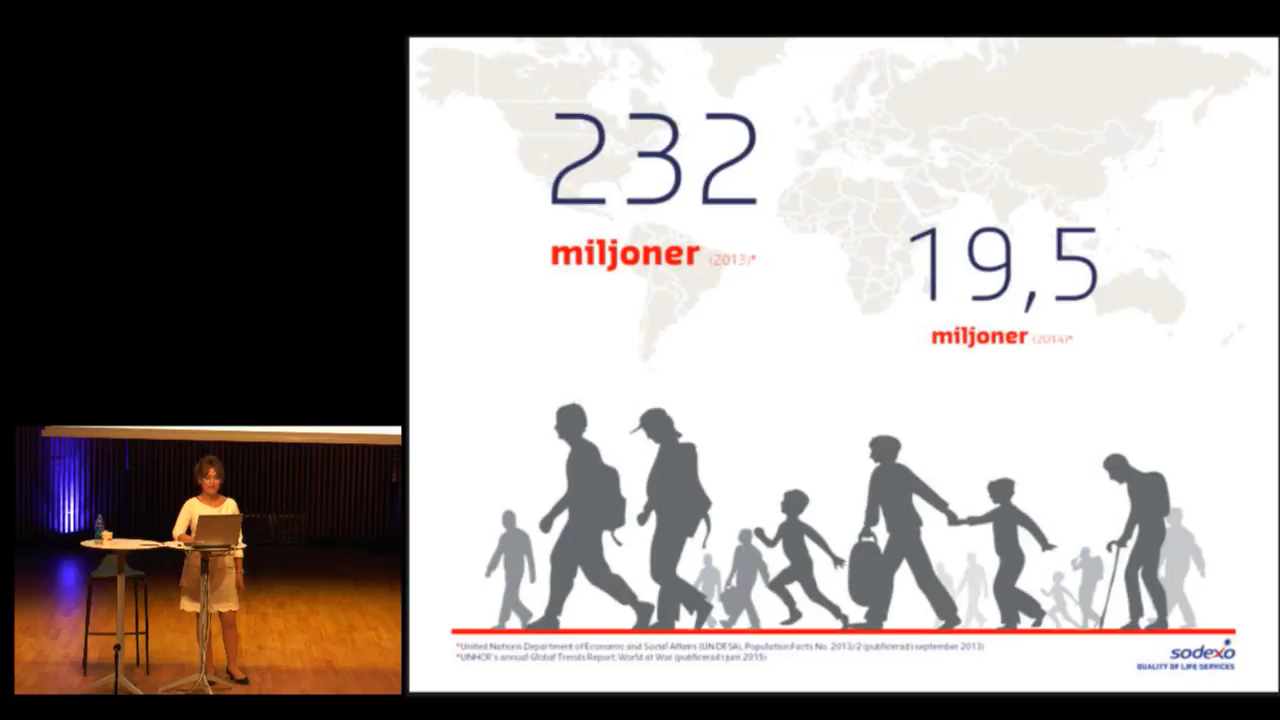 232
miljoner (2013)*
19,5
miljoner (2014)*
*United Nations Department of Economic and Social Affairs (UN DESA), Population Facts No. 2013/2 (publicerad i september 2013)
*UNHCR's annual Global Trends Report: World at War (publicerad i juni 2015)
sodexo
QUALITY OF LIFE SERVICES